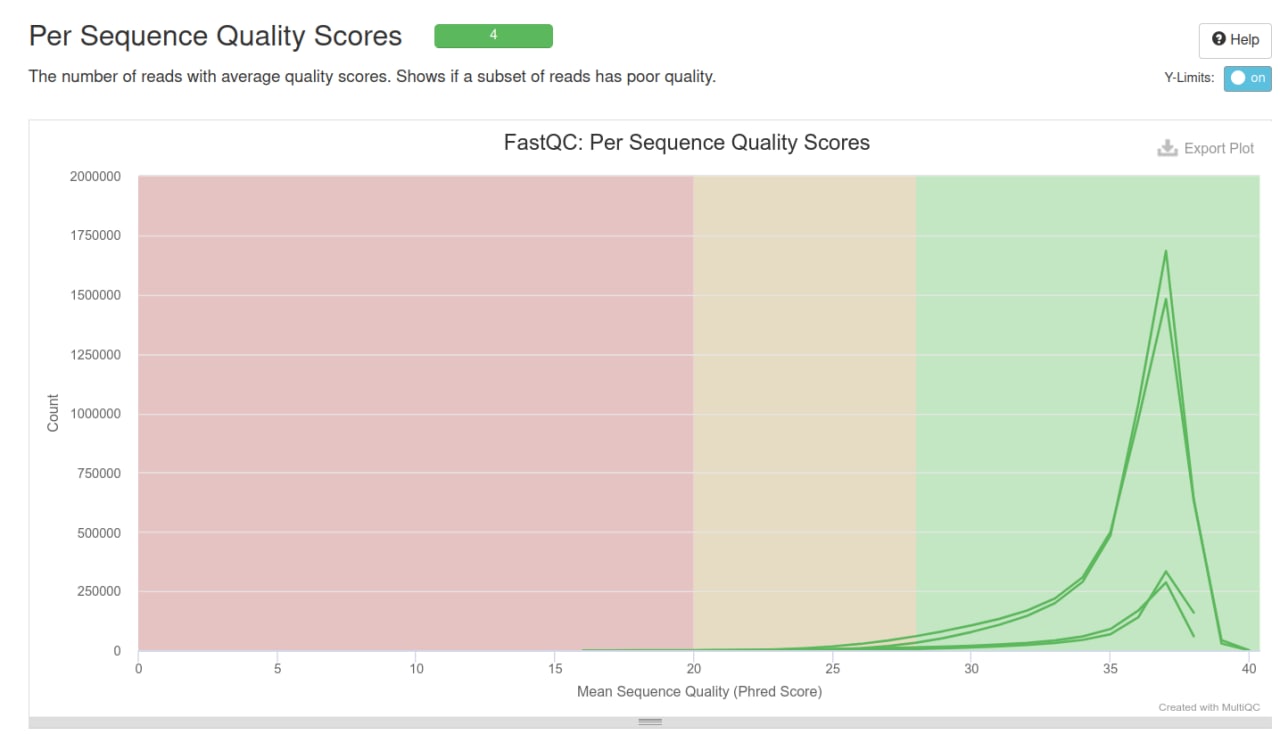 Per Sequence Quality Scores 4
Help
The number of reads with average quality scores. Shows if a subset of reads has poor quality.
Y-Limits: on
FastQC: Per Sequence Quality Scores
Export Plot
2000000
1750000
1500000
1250000
1000000
750000
500000
250000
0
Count
0 5 10 15 20 25 30 35 40
Mean Sequence Quality (Phred Score)
Created with MultiQC